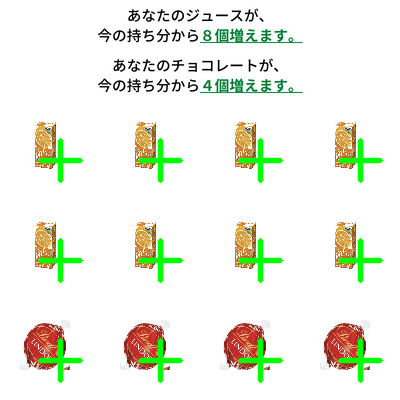 あなたのジュースが、
今の持ち分から８個増えます。
あなたのチョコレートが、
今の持ち分から４個増えます。